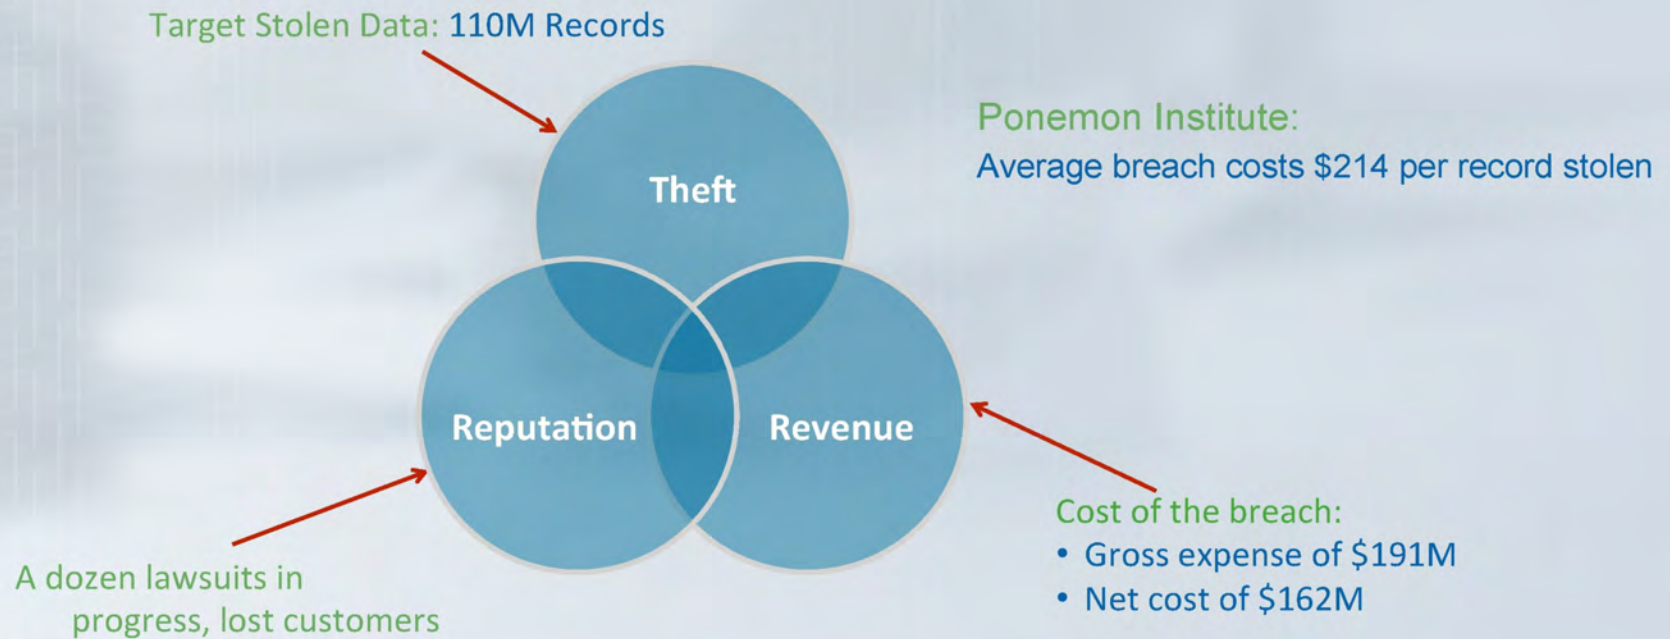 Target Stolen Data: 110M Records
Ponemon Institute:
Average breach costs $214 per record stolen
Theft
Reputation
Revenue
Cost of the breach:
• Gross expense of $191M
• Net cost of $162M
A dozen lawsuits in
progress, lost customers